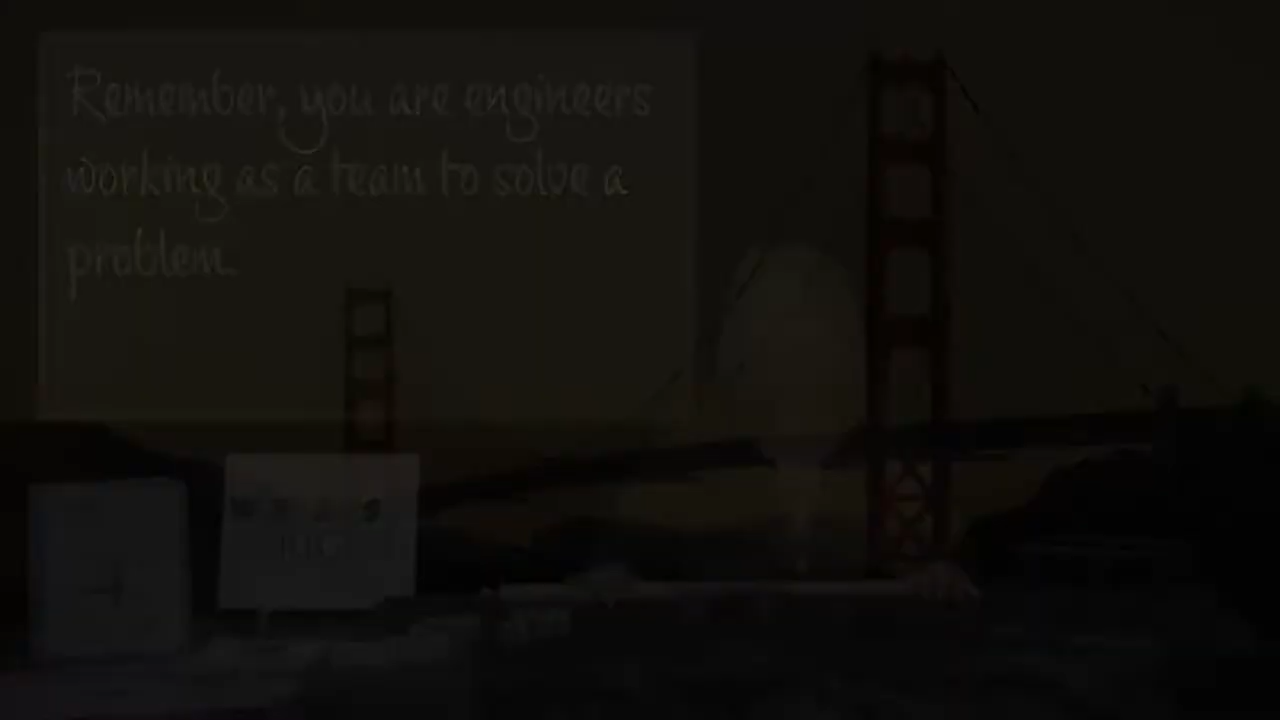 Remember, you are engineers
working as a team to solve a
problem.